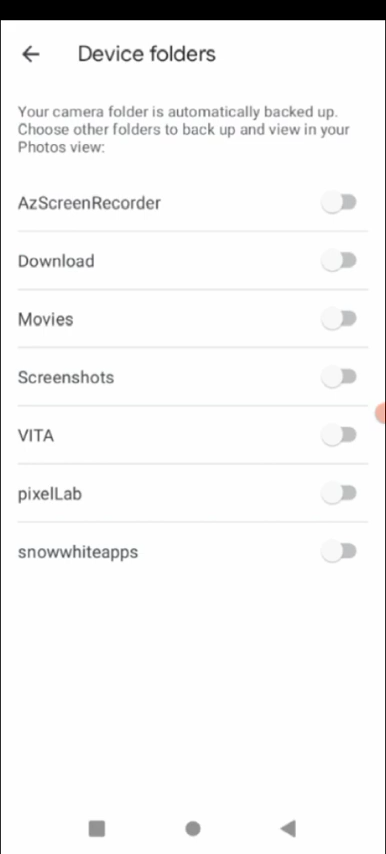 Device folders
Your camera folder is automatically backed up.
Choose other folders to back up and view in your
Photos view:
AzScreenRecorder
Download
Movies
Screenshots
VITA
pixelLab
snowwhiteapps